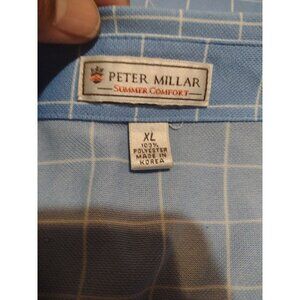 PETER MILLAR
SUMMER COMFORT
XL
100%
POLYESTER
MADE IN
KOREA